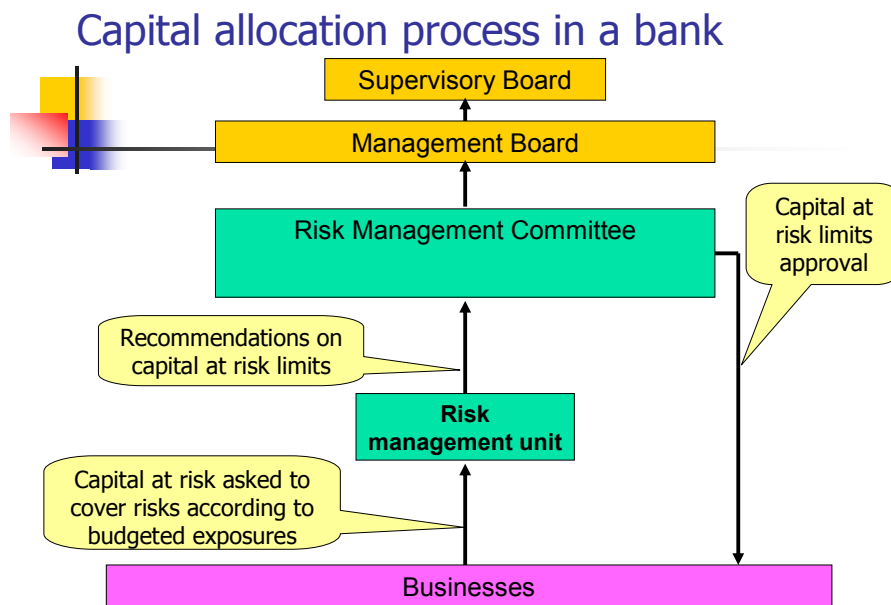 Capital allocation process in a bank
Supervisory Board
Management Board
Risk Management Committee
Capital at
risk limits
approval
Recommendations on
capital at risk limits
Risk
management unit
Capital at risk asked to
cover risks according to
budgeted exposures
Businesses